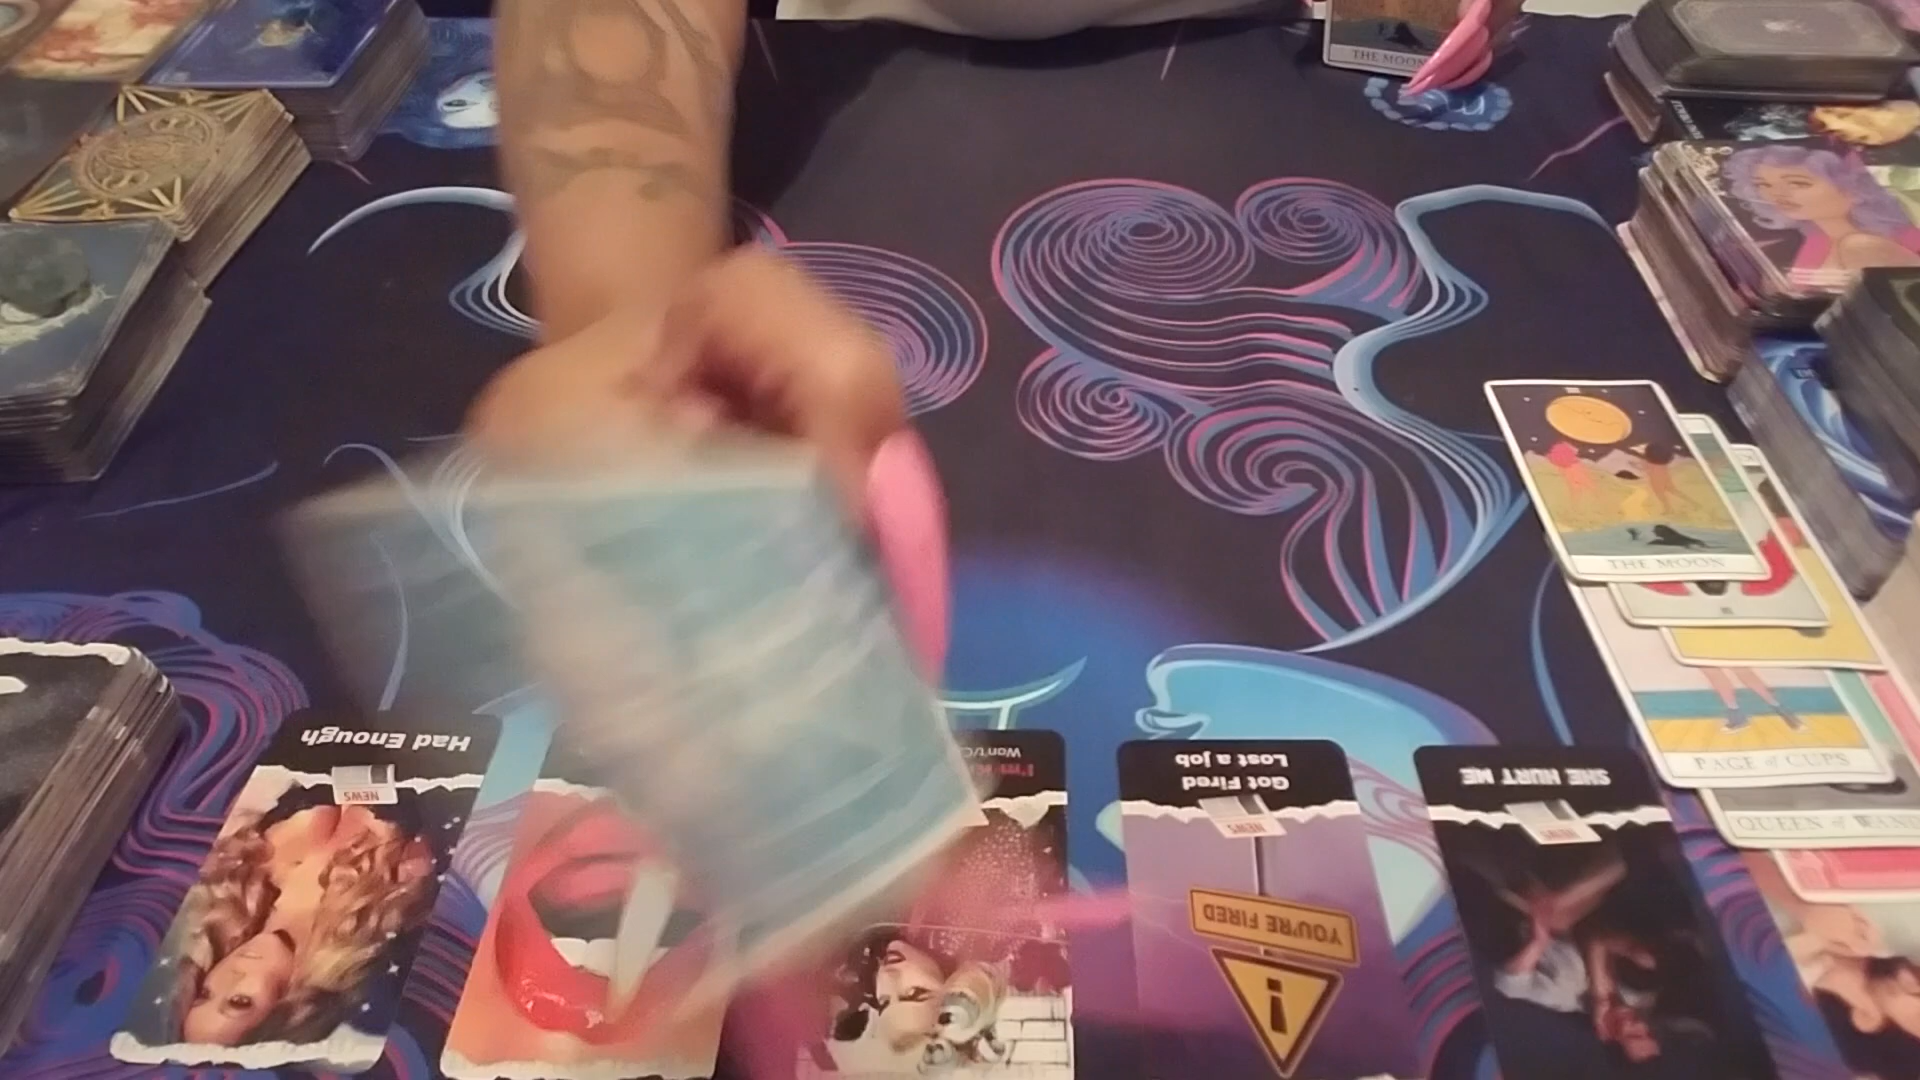 THE MOON
THE MOON
PAGE of CUPS
QUEEN of WANDS
Had Enough
NEWS
Got Fired
Lost a job
NEWS
YOU'RE FIRED
SHE HURT ME
NEWS